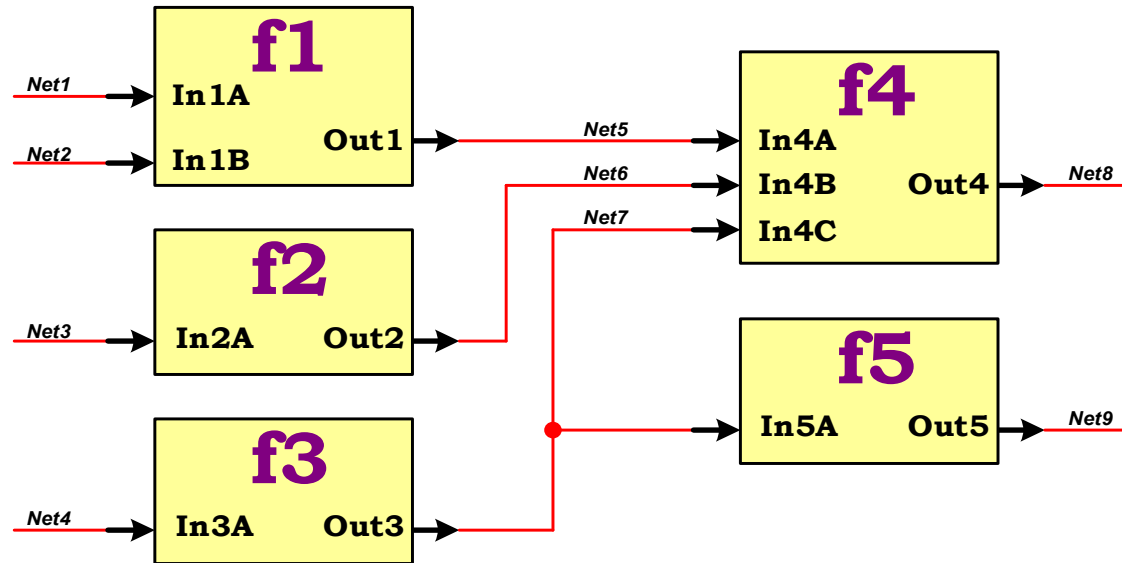 f1
Net1
In1A
Net2
In1B
Out1
f2
Net3
In2A
Out2
f3
Net4
In3A
Out3
Net5
Net6
Net7
f4
In4A
In4B
In4C
Out4
Net8
f5
In5A
Out5
Net9